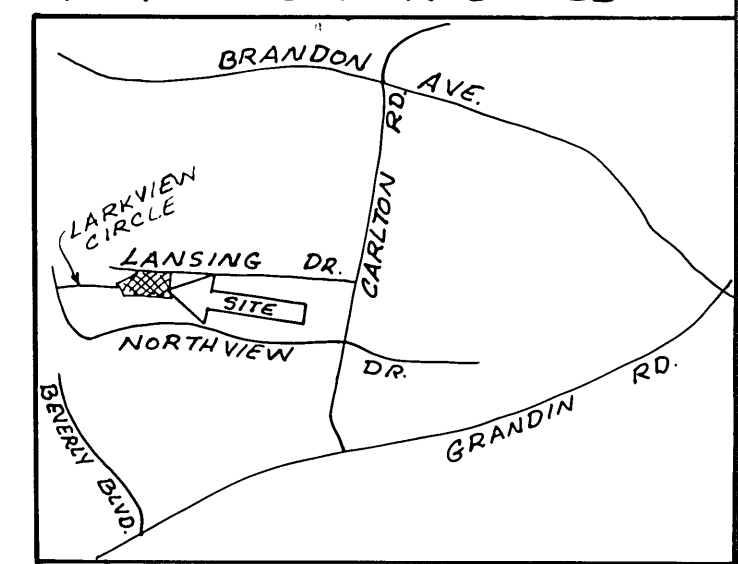 BRANDON AVE.
CARLTON RD.
LARKVIEW
CIRCLE
LANSING DR.
SITE
NORTHVIEW DR.
GRANDIN RD.
BEVERLY BLVD.